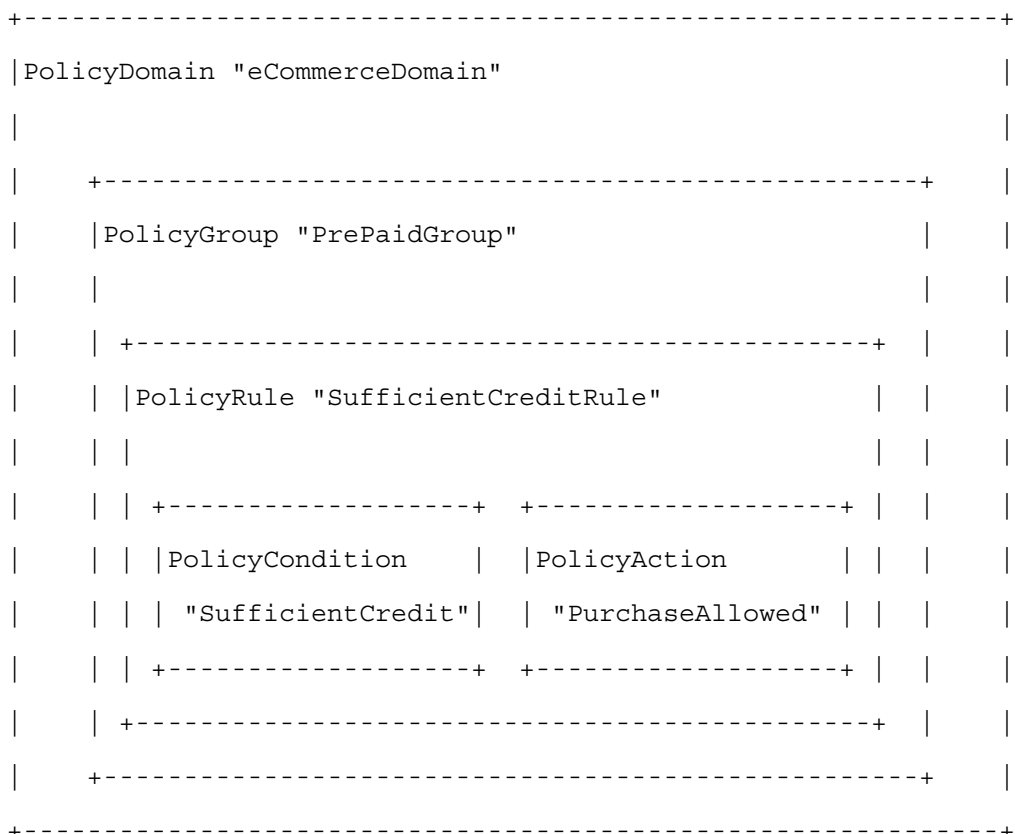 PolicyDomain "eCommerceDomain"
PolicyGroup "PrePaidGroup"
PolicyRule "SufficientCreditRule"
PolicyCondition PolicyAction
"SufficientCredit" "PurchaseAllowed"